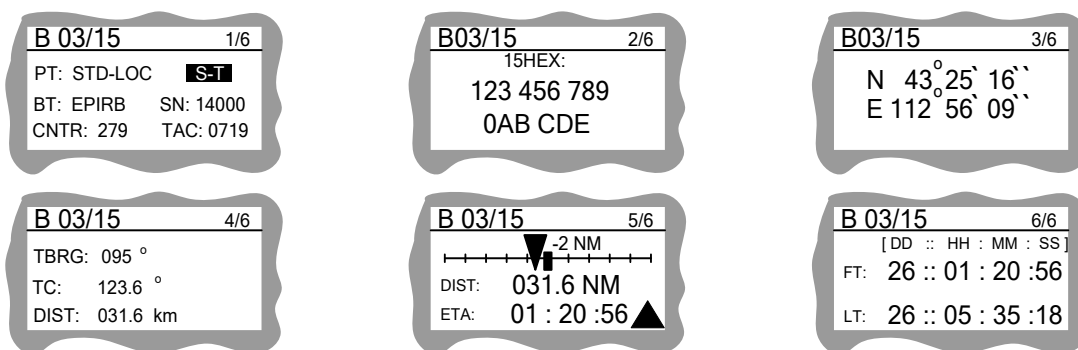 B 03/15 1/6
PT: STD-LOC S-T
BT: EPIRB SN: 14000
CNTR: 279 TAC: 0719
B03/15 2/6
15HEX:
123 456 789
0AB CDE
B03/15 3/6
N 43° 25` 16``
E 112° 56` 09``
B 03/15 4/6
TBRG: 095 °
TC: 123.6 °
DIST: 031.6 km
B 03/15 5/6
-2 NM
DIST: 031.6 NM
ETA: 01 : 20 :56
B 03/15 6/6
[ DD :: HH : MM : SS ]
FT: 26 :: 01 : 20 :56
LT: 26 :: 05 : 35 :18